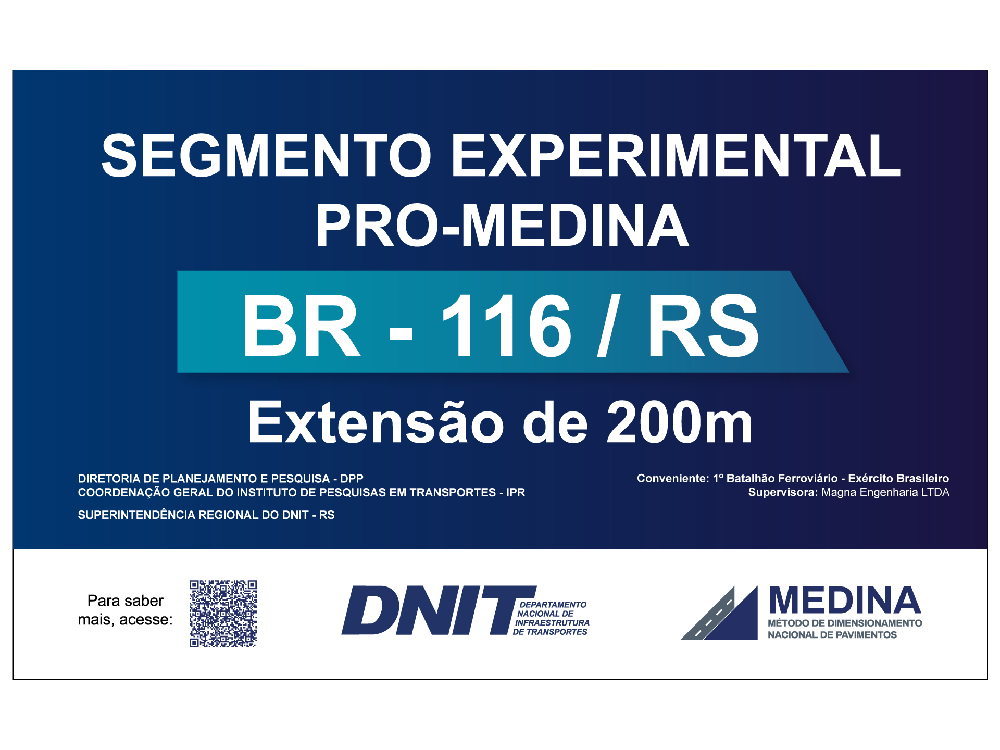 SEGMENTO EXPERIMENTAL
PRO-MEDINA
BR - 116 / RS
Extensão de 200m
DIRETORIA DE PLANEJAMENTO E PESQUISA - DPP
COORDENAÇÃO GERAL DO INSTITUTO DE PESQUISAS EM TRANSPORTES - IPR
SUPERINTENDÊNCIA REGIONAL DO DNIT - RS
Conveniente: 1º Batalhão Ferroviário - Exército Brasileiro
Supervisora: Magna Engenharia LTDA
Para saber
mais, acesse:
DNIT
DEPARTAMENTO
NACIONAL DE
INFRAESTRUTURA
DE TRANSPORTES
MEDINA
MÉTODO DE DIMENSIONAMENTO
NACIONAL DE PAVIMENTOS